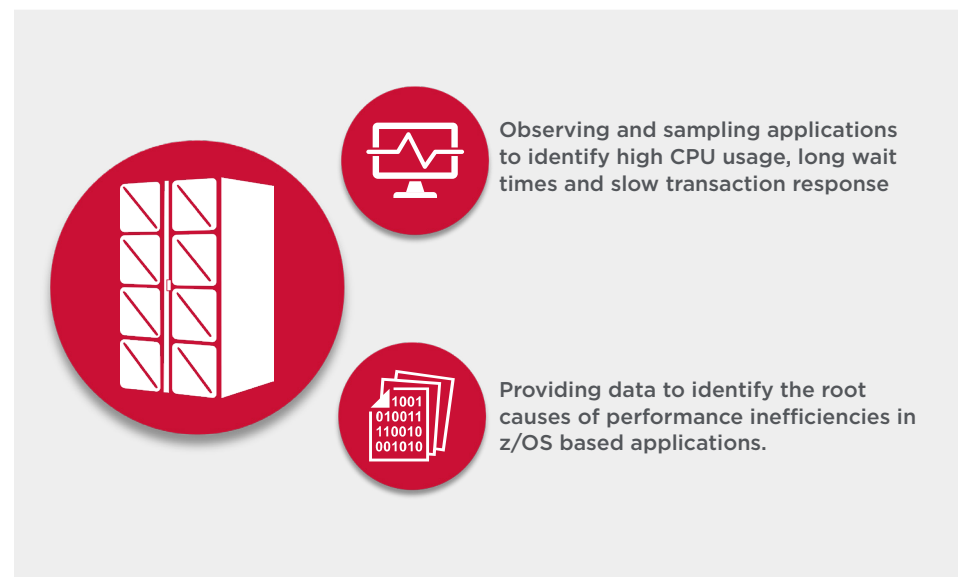 Observing and sampling applications
to identify high CPU usage, long wait
times and slow transaction response
1001
010011
110010
001010
Providing data to identify the root
causes of performance inefficiencies in
z/OS based applications.